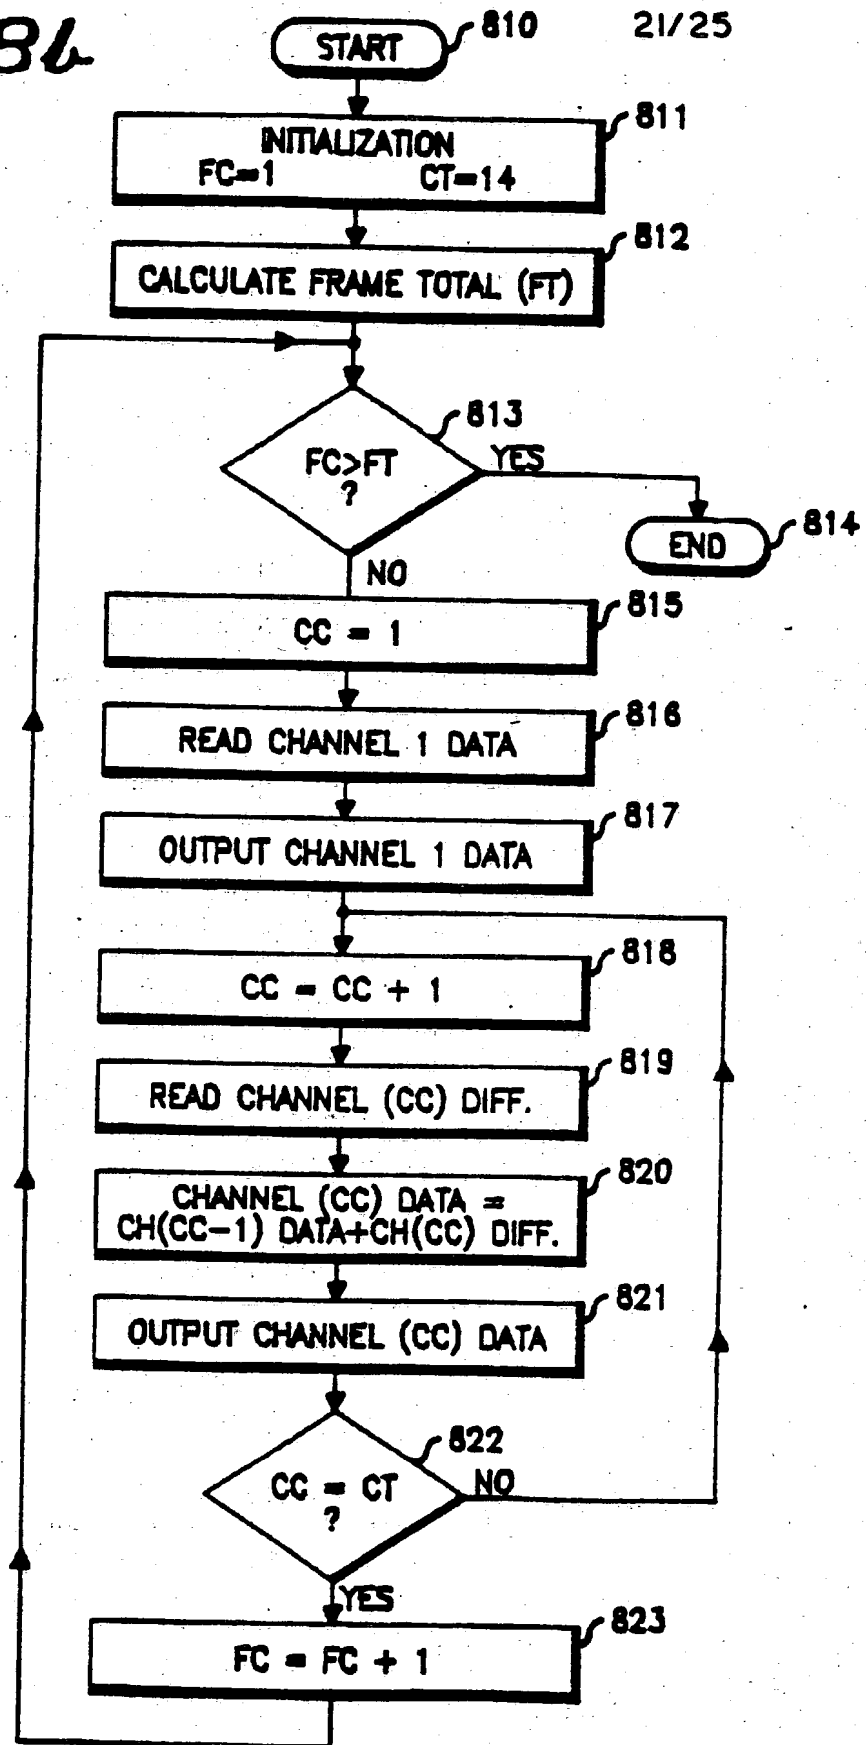 8b
21/25
START
810
INITIALIZATION
FC=1 CT=14
811
CALCULATE FRAME TOTAL (FT)
812
FC>FT
?
813
YES
END
814
NO
CC = 1
815
READ CHANNEL 1 DATA
816
OUTPUT CHANNEL 1 DATA
817
CC = CC + 1
818
READ CHANNEL (CC) DIFF.
819
CHANNEL (CC) DATA =
CH(CC-1) DATA+CH(CC) DIFF.
820
OUTPUT CHANNEL (CC) DATA
821
CC = CT
?
822
NO
YES
FC = FC + 1
823